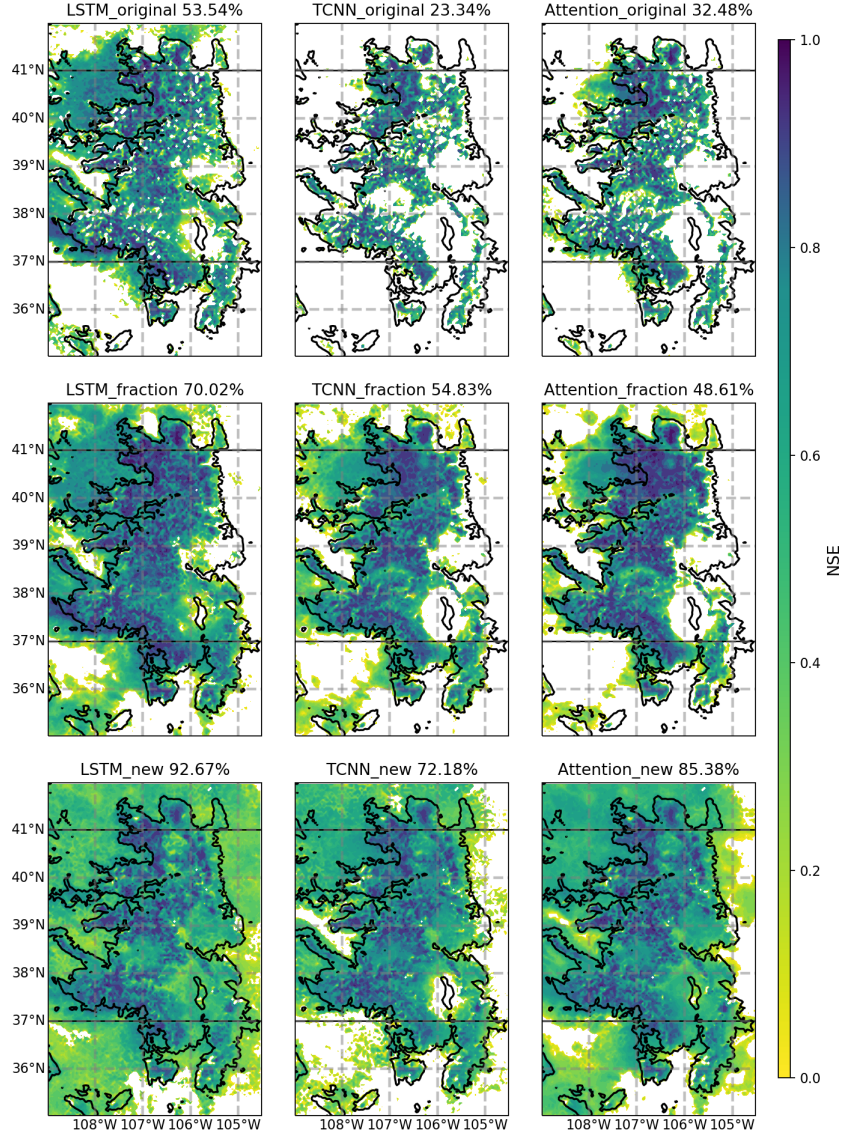 LSTM_original 53.54%
TCNN_original 23.34%
Attention_original 32.48%
41°N
40°N
39°N
38°N
37°N
36°N
LSTM_fraction 70.02%
TCNN_fraction 54.83%
Attention_fraction 48.61%
41°N
40°N
39°N
38°N
37°N
36°N
LSTM_new 92.67%
TCNN_new 72.18%
Attention_new 85.38%
41°N
40°N
39°N
38°N
37°N
36°N
108°W 107°W 106°W 105°W
108°W 107°W 106°W 105°W
108°W 107°W 106°W 105°W
1.0
0.8
0.6
0.4
0.2
0.0
NSE